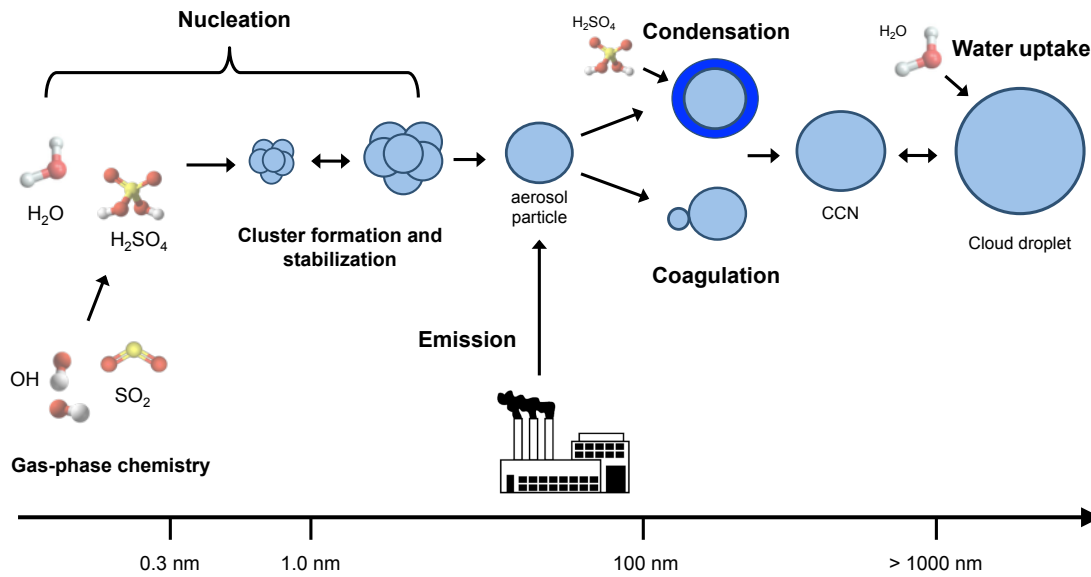 Nucleation
H₂SO₄
Condensation
H₂O
Water uptake
H₂O
H₂SO₄
Cluster formation and
stabilization
aerosol
particle
CCN
Cloud droplet
Coagulation
Emission
OH
SO₂
Gas-phase chemistry
0.3 nm
1.0 nm
100 nm
> 1000 nm